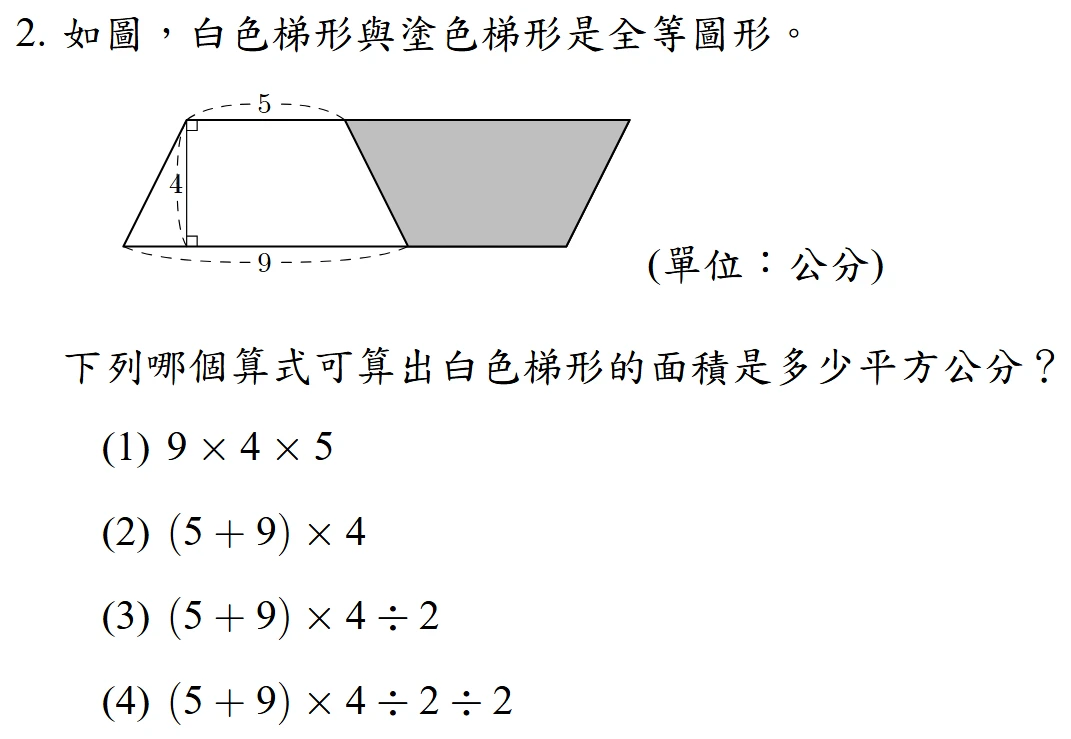 2. 如圖，白色梯形與塗色梯形是全等圖形。
5
4
9
(單位：公分)
下列哪個算式可算出白色梯形的面積是多少平方公分？
(1) 9 × 4 × 5
(2) (5 + 9) × 4
(3) (5 + 9) × 4 ÷ 2
(4) (5 + 9) × 4 ÷ 2 ÷ 2